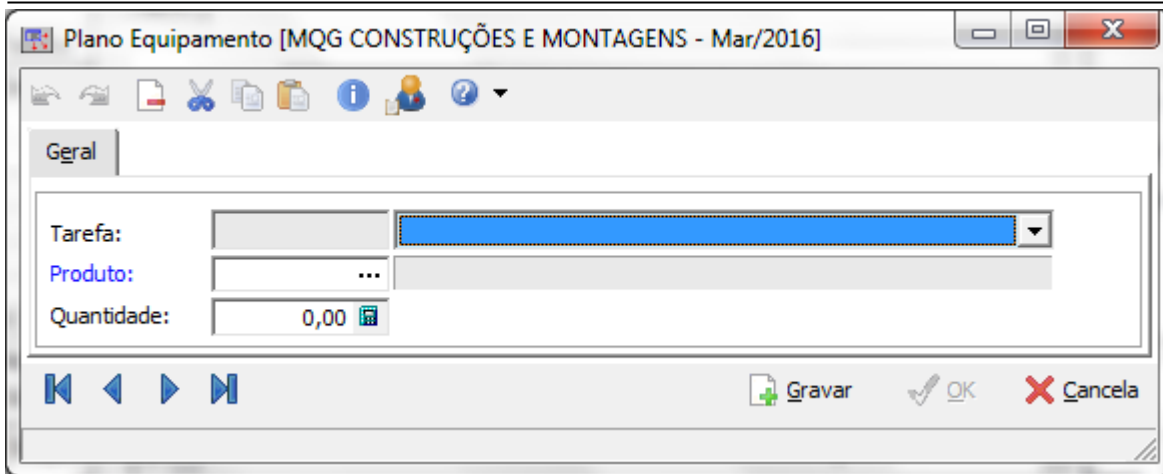 Plano Equipamento [MQG CONSTRUÇÕES E MONTAGENS - Mar/2016]
Geral
Tarefa:
Produto: ...
Quantidade: 0,00
Gravar OK Cancela